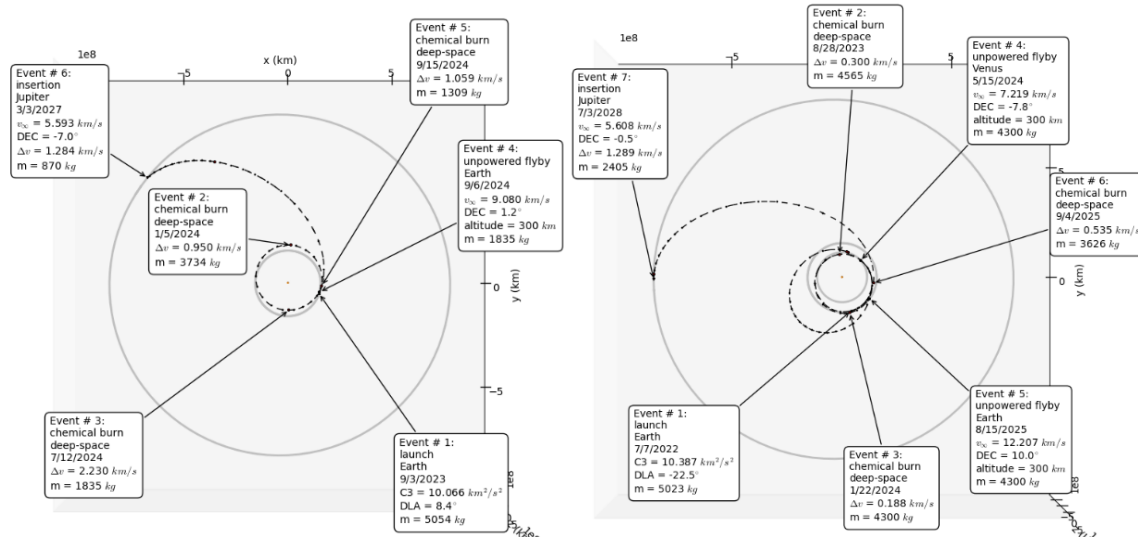 1e8
x (km)
−5
0
5
Event # 6:
insertion
Jupiter
3/3/2027
v∞ = 5.593 km/s
DEC = -7.0°
Δv = 1.284 km/s
m = 870 kg
Event # 5:
chemical burn
deep-space
9/15/2024
Δv = 1.059 km/s
m = 1309 kg
Event # 4:
unpowered flyby
Earth
9/6/2024
v∞ = 9.080 km/s
DEC = 1.2°
altitude = 300 km
m = 1835 kg
Event # 2:
chemical burn
deep-space
1/5/2024
Δv = 0.950 km/s
m = 3734 kg
0
y (km)
−5
Event # 3:
chemical burn
deep-space
7/12/2024
Δv = 2.230 km/s
m = 1835 kg
Event # 1:
launch
Earth
9/3/2023
C3 = 10.066 km²/s²
DLA = 8.4°
m = 5054 kg
1e8
1e8
−5
Event # 2:
chemical burn
deep-space
8/28/2023
Δv = 0.300 km/s
m = 4565 kg
Event # 4:
unpowered flyby
Venus
5/15/2024
v∞ = 7.219 km/s
DEC = -7.8°
altitude = 300 km
m = 4300 kg
Event # 7:
insertion
Jupiter
7/3/2028
v∞ = 5.608 km/s
DEC = -0.5°
Δv = 1.289 km/s
m = 2405 kg
5
Event # 6:
chemical burn
deep-space
9/4/2025
Δv = 0.535 km/s
m = 3626 kg
0
y (km)
Event # 1:
launch
Earth
7/7/2022
C3 = 10.387 km²/s²
DLA = -22.5°
m = 5023 kg
Event # 3:
chemical burn
deep-space
1/22/2024
Δv = 0.188 km/s
m = 4300 kg
Event # 5:
unpowered flyby
Earth
8/15/2025
v∞ = 12.207 km/s
DEC = 10.0°
altitude = 300 km
m = 4300 kg
1e8